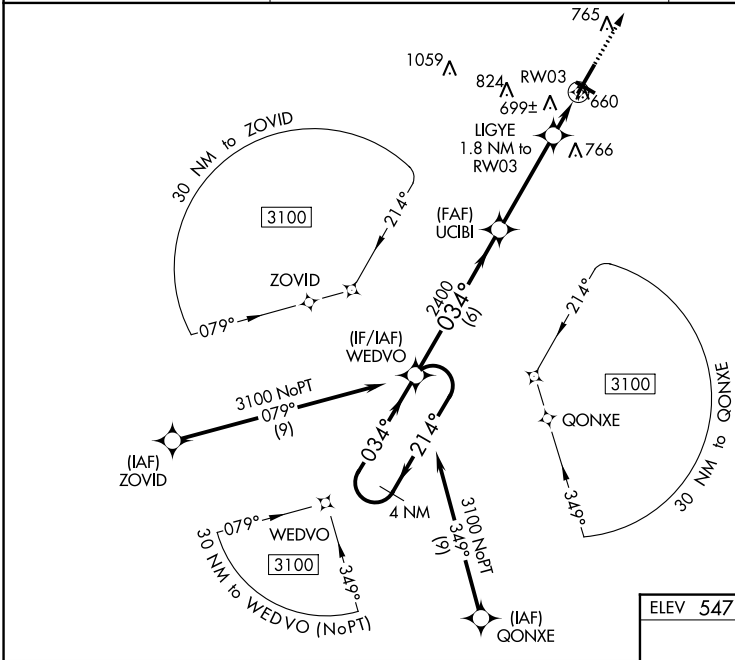 765
1059
RW03
824
699±
660
LIGYE
1.8 NM to
RW03
766
30 NM to ZOVID
3100
214°
(FAF)
UCIBI
ZOVID
079°
2400
034°
(6)
214°
(IF/IAF)
WEDVO
3100
QONXE
30 NM to QONXE
349°
3100 NoPT
079°
(9)
(IAF)
ZOVID
034°
214°
4 NM
079°
WEDVO
3100
349°
30 NM to WEDVO (NoPT)
3100 NoPT
349°
(9)
(IAF)
QONXE
ELEV 547